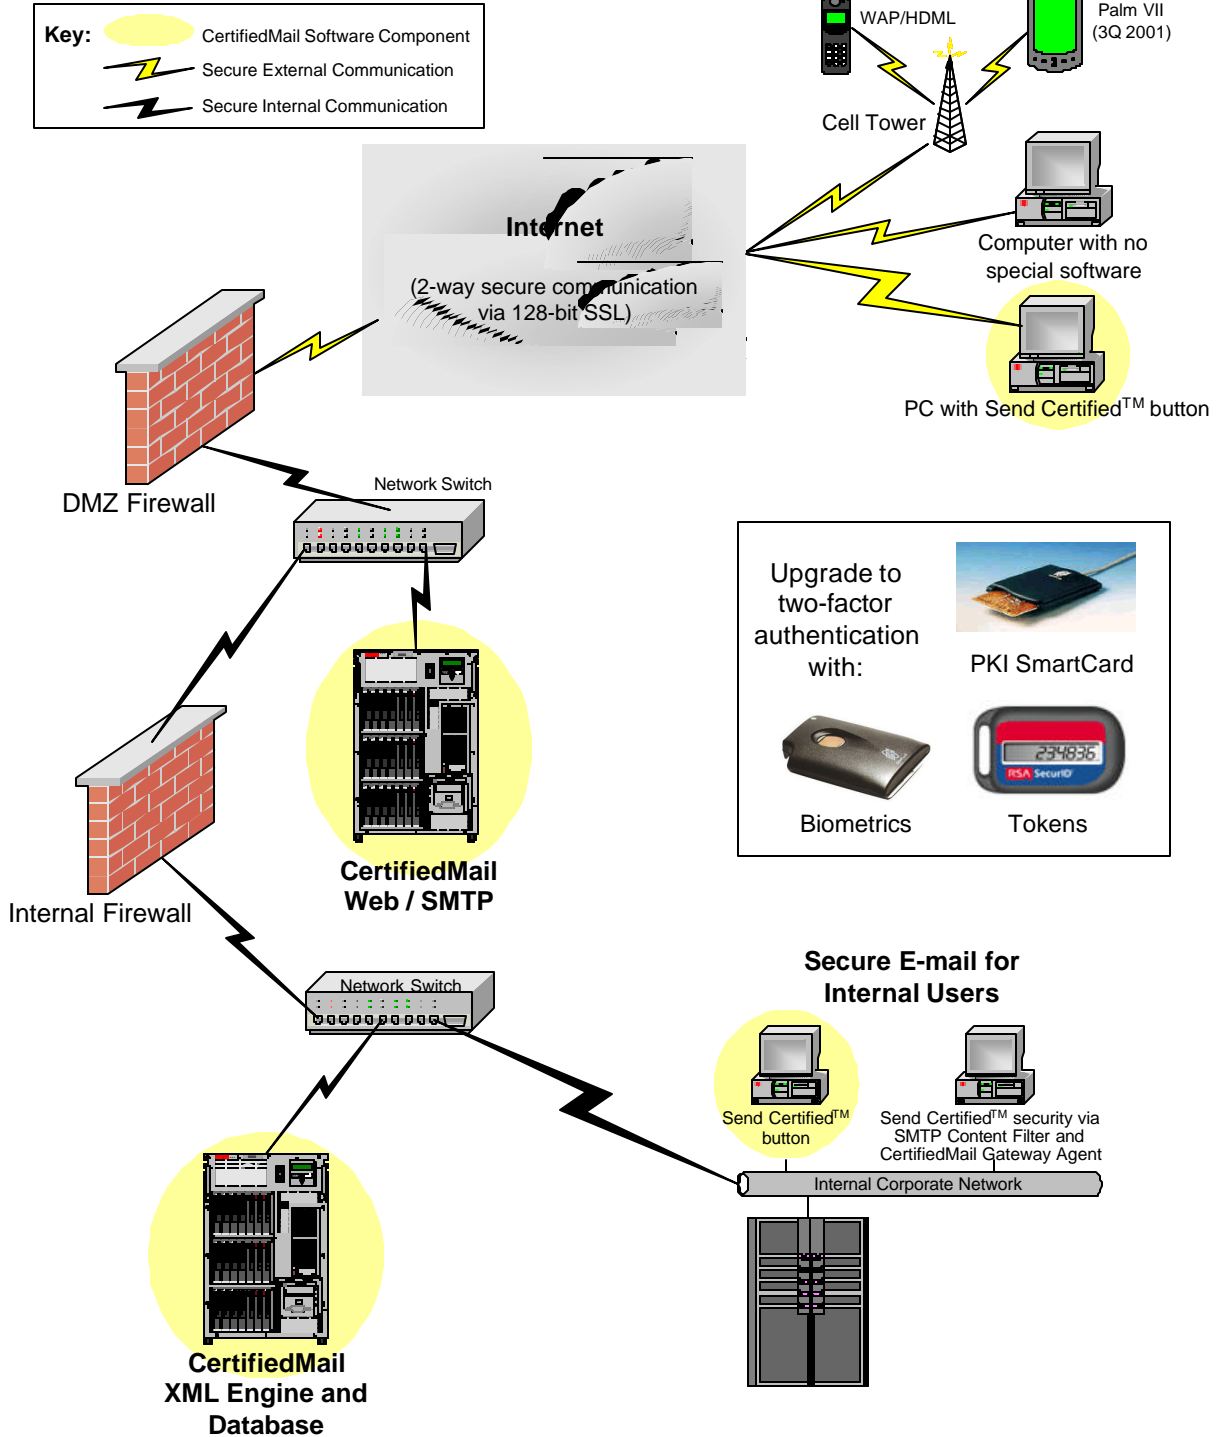 Key:
CertifiedMail Software Component
Secure External Communication
Secure Internal Communication
WAP/HDML
Palm VII
(3Q 2001)
Cell Tower
Internet
(2-way secure communication
via 128-bit SSL)
Computer with no
special software
PC with Send Certified™ button
DMZ Firewall
Network Switch
Upgrade to
two-factor
authentication
with:
PKI SmartCard
234836
RSA SecurID
Biometrics
Tokens
CertifiedMail
Web / SMTP
Internal Firewall
Network Switch
Secure E-mail for
Internal Users
Send Certified™
button
Send Certified™ security via
SMTP Content Filter and
CertifiedMail Gateway Agent
Internal Corporate Network
CertifiedMail
XML Engine and
Database